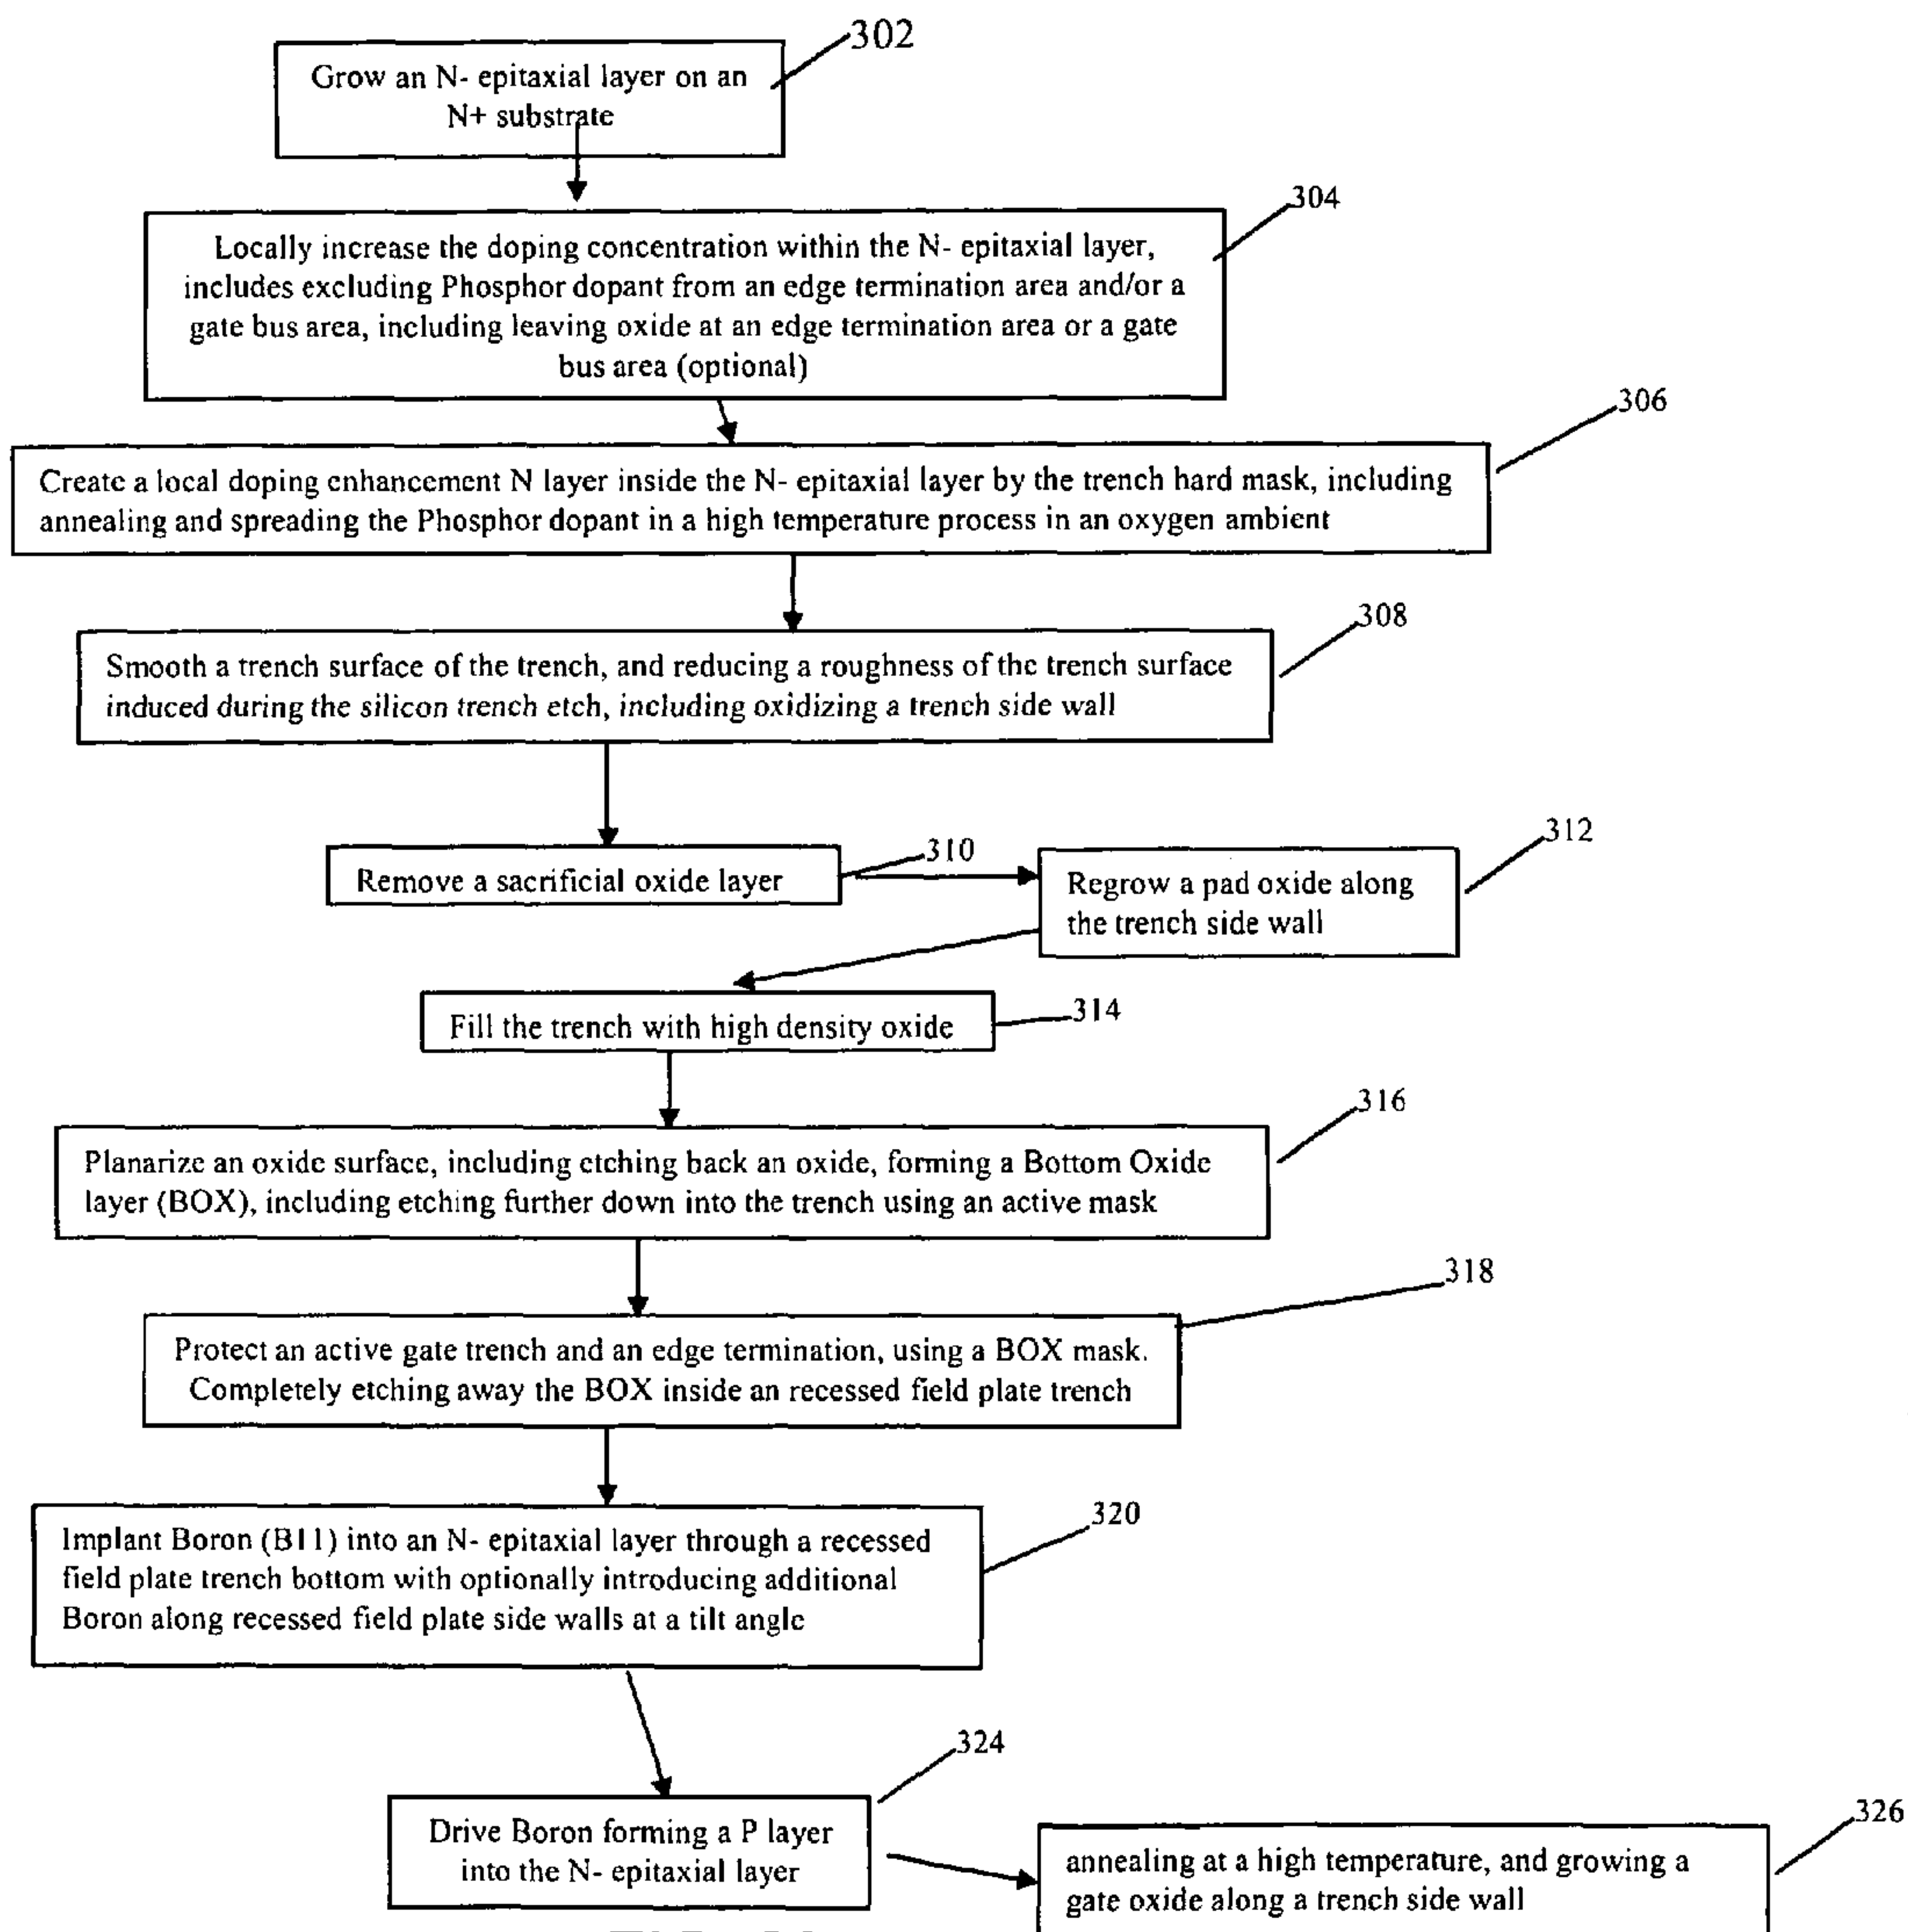 302
Grow an N- epitaxial layer on an
N+ substrate
304
Locally increase the doping concentration within the N- epitaxial layer,
includes excluding Phosphor dopant from an edge termination area and/or a
gate bus area, including leaving oxide at an edge termination area or a gate
bus area (optional)
306
Create a local doping enhancement N layer inside the N- epitaxial layer by the trench hard mask, including
annealing and spreading the Phosphor dopant in a high temperature process in an oxygen ambient
308
Smooth a trench surface of the trench, and reducing a roughness of the trench surface
induced during the silicon trench etch, including oxidizing a trench side wall
310
Remove a sacrificial oxide layer
312
Regrow a pad oxide along
the trench side wall
314
Fill the trench with high density oxide
316
Planarize an oxide surface, including etching back an oxide, forming a Bottom Oxide
layer (BOX), including etching further down into the trench using an active mask
318
Protect an active gate trench and an edge termination, using a BOX mask.
Completely etching away the BOX inside an recessed field plate trench
320
Implant Boron (B11) into an N- epitaxial layer through a recessed
field plate trench bottom with optionally introducing additional
Boron along recessed field plate side walls at a tilt angle
324
Drive Boron forming a P layer
into the N- epitaxial layer
326
annealing at a high temperature, and growing a
gate oxide along a trench side wall